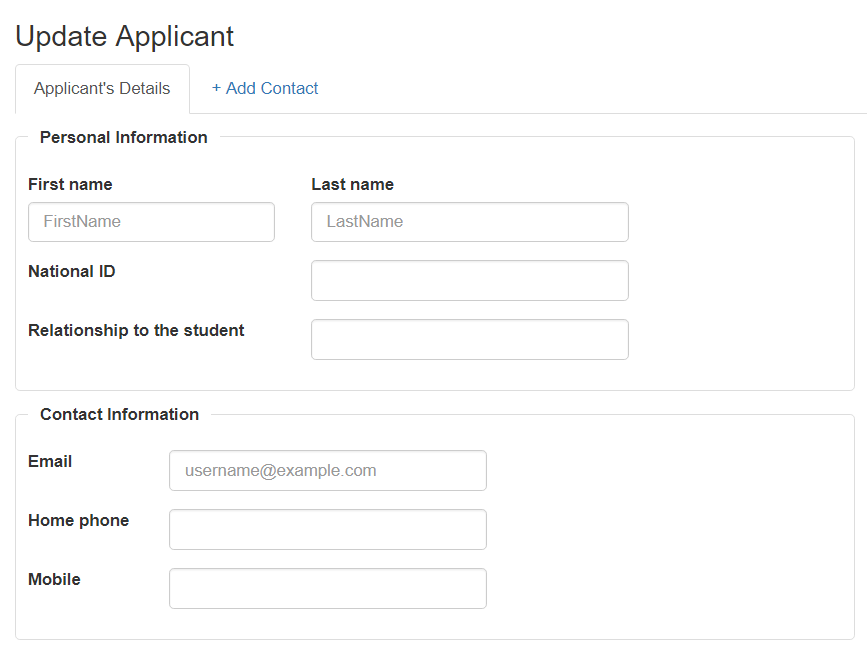 Update Applicant
Applicant's Details + Add Contact
Personal Information
First name Last name
FirstName LastName
National ID
Relationship to the student
Contact Information
Email username@example.com
Home phone
Mobile